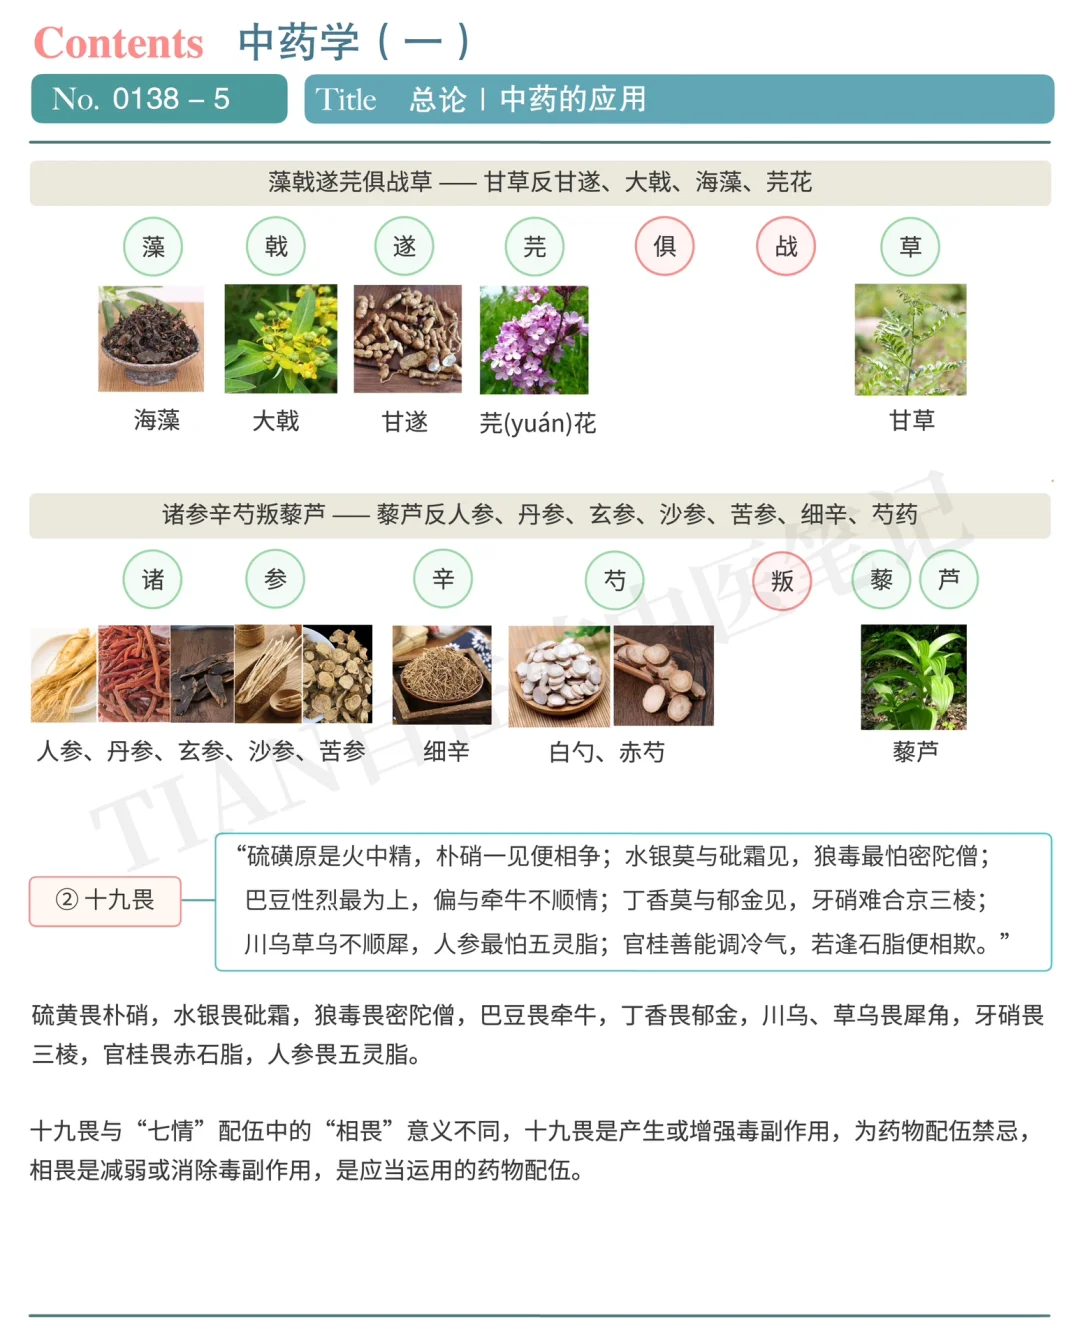 Contents 中药学（一）
No. 0138 – 5
Title 总论丨中药的应用
藻戟遂芫俱战草 —— 甘草反甘遂、大戟、海藻、芫花
藻 戟 遂 芫 俱 战 草
海藻 大戟 甘遂 芫(yuán)花 甘草
诸参辛芍叛藜芦 —— 藜芦反人参、丹参、玄参、沙参、苦参、细辛、芍药
诸 参 辛 芍 叛 藜 芦
人参、丹参、玄参、沙参、苦参 细辛 白勺、赤芍 藜芦
② 十九畏
“硫磺原是火中精，朴硝一见便相争；水银莫与砒霜见，狼毒最怕密陀僧；
巴豆性烈最为上，偏与牵牛不顺情；丁香莫与郁金见，牙硝难合京三棱；
川乌草乌不顺犀，人参最怕五灵脂；官桂善能调冷气，若逢石脂便相欺。”
硫黄畏朴硝，水银畏砒霜，狼毒畏密陀僧，巴豆畏牵牛，丁香畏郁金，川乌、草乌畏犀角，牙硝畏
三棱，官桂畏赤石脂，人参畏五灵脂。
十九畏与“七情”配伍中的“相畏”意义不同，十九畏是产生或增强毒副作用，为药物配伍禁忌，
相畏是减弱或消除毒副作用，是应当运用的药物配伍。